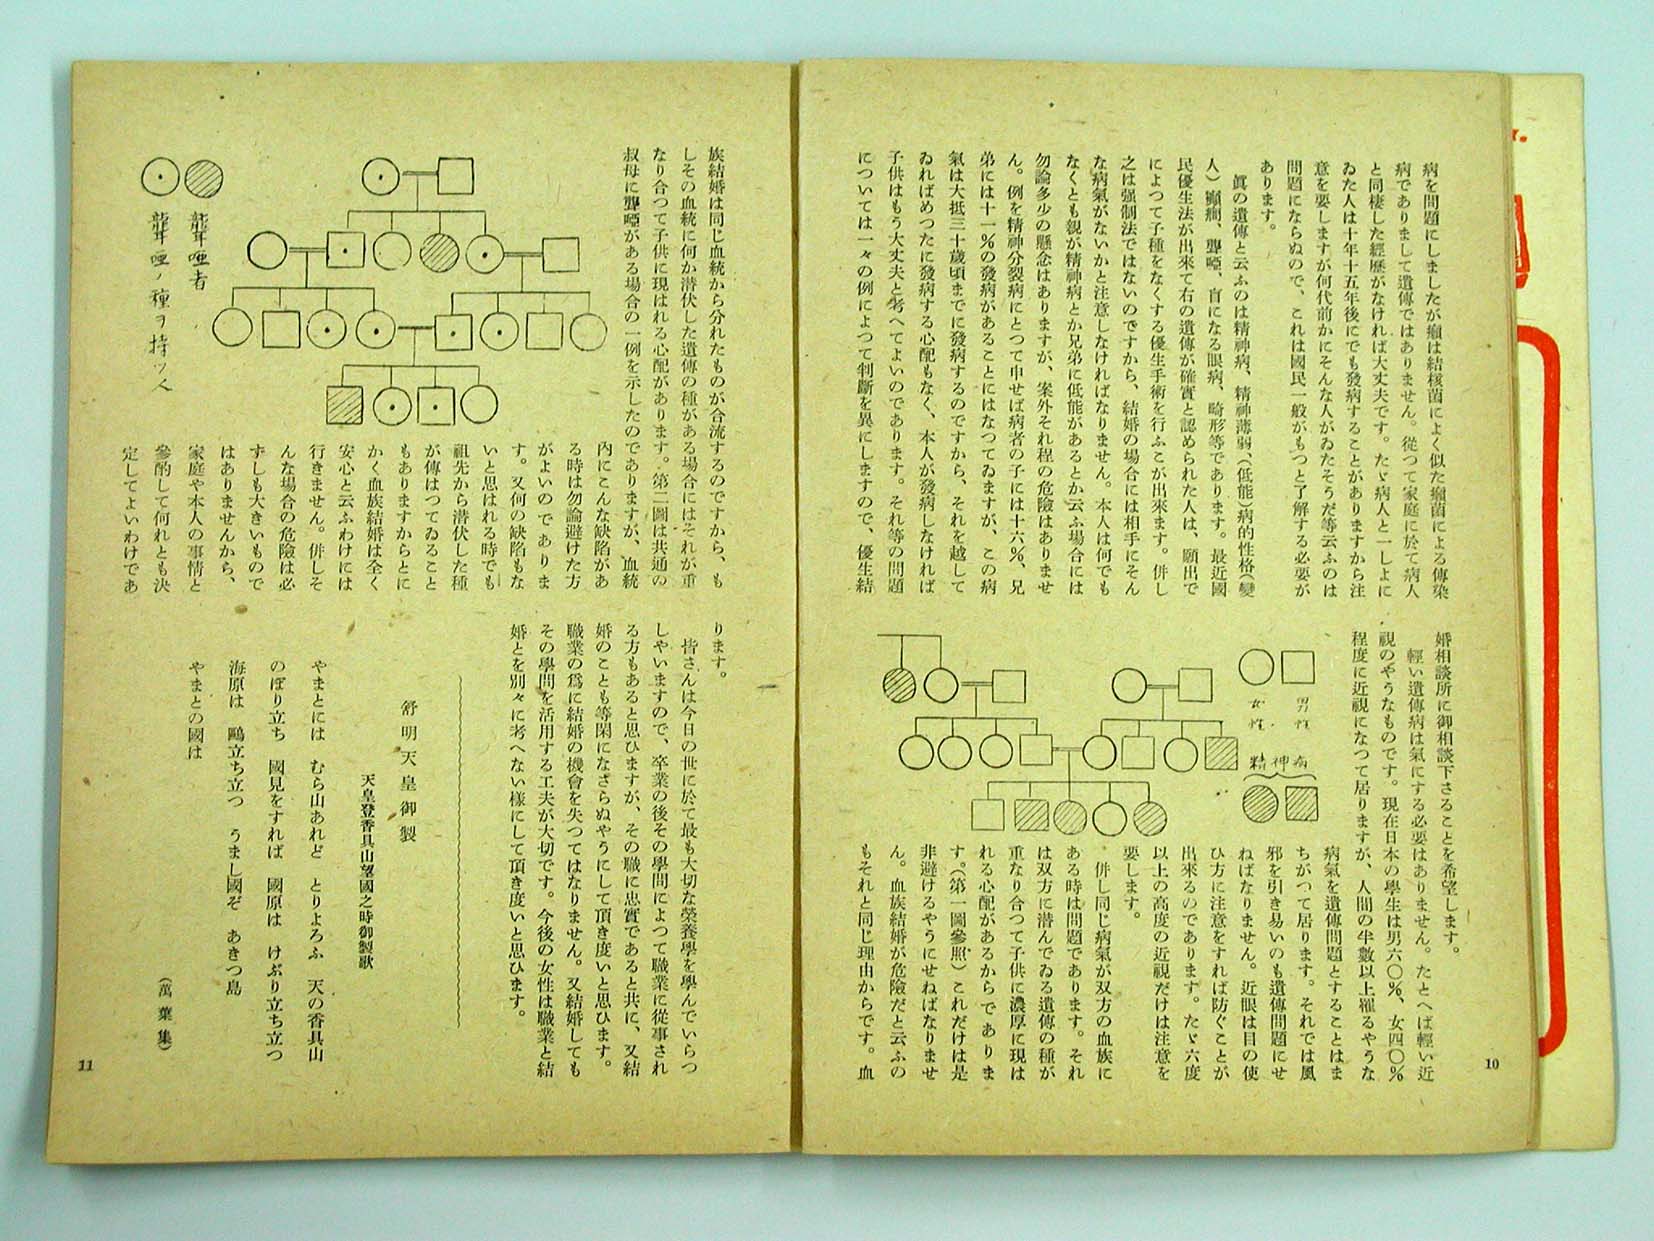 病を問題にしましたが癩は結核菌によく似た癩菌による傳染
病でありまして遺傳ではありません。從つて家庭に於て病人
と同棲した經歷がなければ大丈夫です。たゞ病人と一しよに
ゐた人は十年十五年後にでも發病することがありますから注
意を要しますが何代前かにそんな人がゐたそうだ等云ふのは
問題にならぬので、これは國民一般がもつと了解する必要が
あります。
眞の遺傳と云ふのは精神病、精神薄弱、(低能)病的性格(變
人)癲癇、聾啞、盲になる眼病、畸形等であります。最近國
民優生法が出來て右の遺傳が確實と認められた人は、願出で
によつて子種をなくする優生手術を行ふこが出來ます。併し
之は强制法ではないのですから、結婚の場合には相手にそん
な病氣がないかと注意しなければなりません。本人は何でも
なくとも親が精神病とか兄弟に低能があるとか云ふ場合には
勿論多少の懸念はありますが、案外それ程の危險はありませ
ん。例を精神分裂病にとつて申せば病者の子には十六%、兄
弟には十一%の發病があることにはなつてゐますが、この病
氣は大抵三十歲頃までに發病するのですから、それを越して
ゐればめつたに發病する心配もなく、本人が發病しなければ
子供はもう大丈夫と考へてよいのであります。それ等の問題
については一々の例によつて判斷を異にしますので、優生結
婚相談所に御相談下さることを希望します。
輕い遺傳病は氣にする必要はありません。たとへば輕い近
視のやうなものです。現在日本の學生は男六〇%、女四〇%
程度に近視になつて居りますが、人間の半數以上罹るやうな
病氣を遺傳問題とすることはま
ちがつて居ります。それでは風
邪を引き易いのも遺傳問題にせ
ねばなりません。近眼は目の使
ひ方に注意をすれば防ぐことが
出來るのであります。たゞ六度
以上の高度の近視だけは注意を
要します。
併し同じ病氣が双方の血族に
ある時は問題であります。それ
は双方に潜んでゐる遺傳の種が
重なり合つて子供に濃厚に現は
れる心配があるからでありま
す。(第一圖參照)これだけは是
非避けるやうにせねばなりませ
ん。血族結婚が危險だと云ふの
もそれと同じ理由からです。血
男性
女性
精神病
10
族結婚は同じ血統から分れたものが合流するのですから、も
しその血統に何か潜伏した遺傳の種がある場合にはそれが重
なり合つて子供に現はれる心配があります。第二圖は共通の
叔母に聾啞がある場合の一例を示したのでありますが、血統
內にこんな缺陷があ
る時は勿論避けた方
がよいのでありま
す。又何の缺陷もな
いと思はれる時でも
祖先から潜伏した種
が傳はつてゐること
もありますからとに
かく血族結婚は全く
安心と云ふわけには
行きません。併しそ
んな場合の危險は必
ずしも大きいもので
はありませんから、
家庭や本人の事情と
參酌して何れとも決
定してよいわけであ
聾啞者
聾啞ノ種ヲ持ツ人
ります。
皆さんは今日の世に於て最も大切な榮養學を學んでいらつ
しやいますので、卒業の後その學問によつて職業に從事され
る方もあると思ひますが、その職に忠實であると共に、又結
婚のことも等閑になさらぬやうにして頂き度いと思ひます。
職業の爲に結婚の機會を失つてはなりません。又結婚しても
その學問を活用する工夫が大切です。今後の女性は職業と結
婚とを別々に考へない樣にして頂き度いと思ひます。
舒明天皇御製
天皇登香具山望國之時御製歌
やまとには むら山あれど とりよろふ 天の香具山
のぼり立ち 國見をすれば 國原は けぶり立ち立つ
海原は 鷗立ち立つ うまし國ぞ あきつ島
やまとの國は
(萬葉集)
11